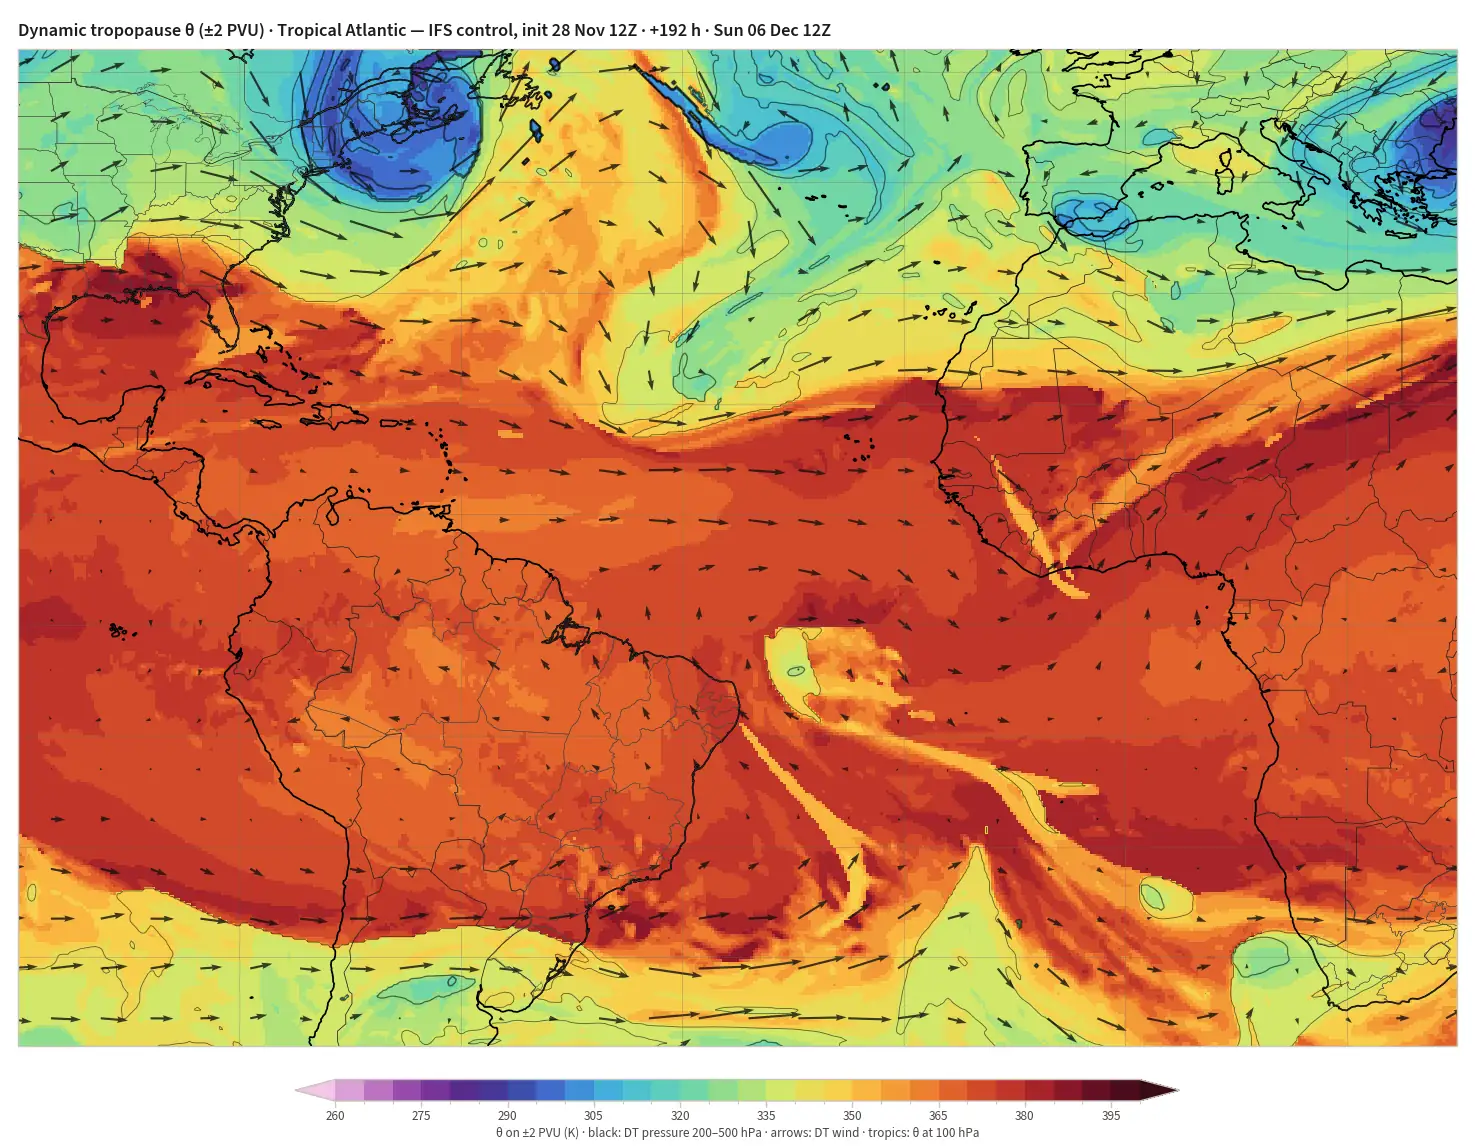 Dynamic tropopause θ (±2 PVU) · Tropical Atlantic — IFS control, init 28 Nov 12Z · +192 h · Sun 06 Dec 12Z
260 275 290 305 320 335 350 365 380 395
θ on ±2 PVU (K) · black: DT pressure 200–500 hPa · arrows: DT wind · tropics: θ at 100 hPa